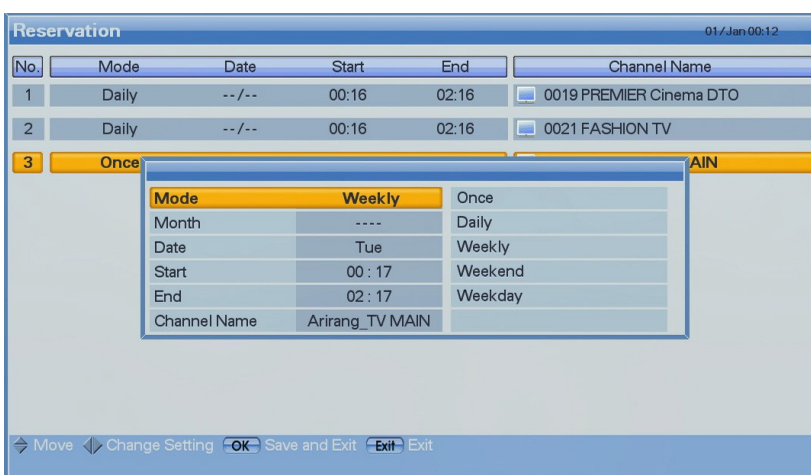 Reservation 01/Jan 00:12
No. Mode Date Start End Channel Name
1 Daily --/-- 00:16 02:16 0019 PREMIER Cinema DTO
2 Daily --/-- 00:16 02:16 0021 FASHION TV
3 Once AIN
Mode Weekly Once
Month ---- Daily
Date Tue Weekly
Start 00 : 17 Weekend
End 02 : 17 Weekday
Channel Name Arirang_TV MAIN
Move Change Setting OK Save and Exit Exit Exit